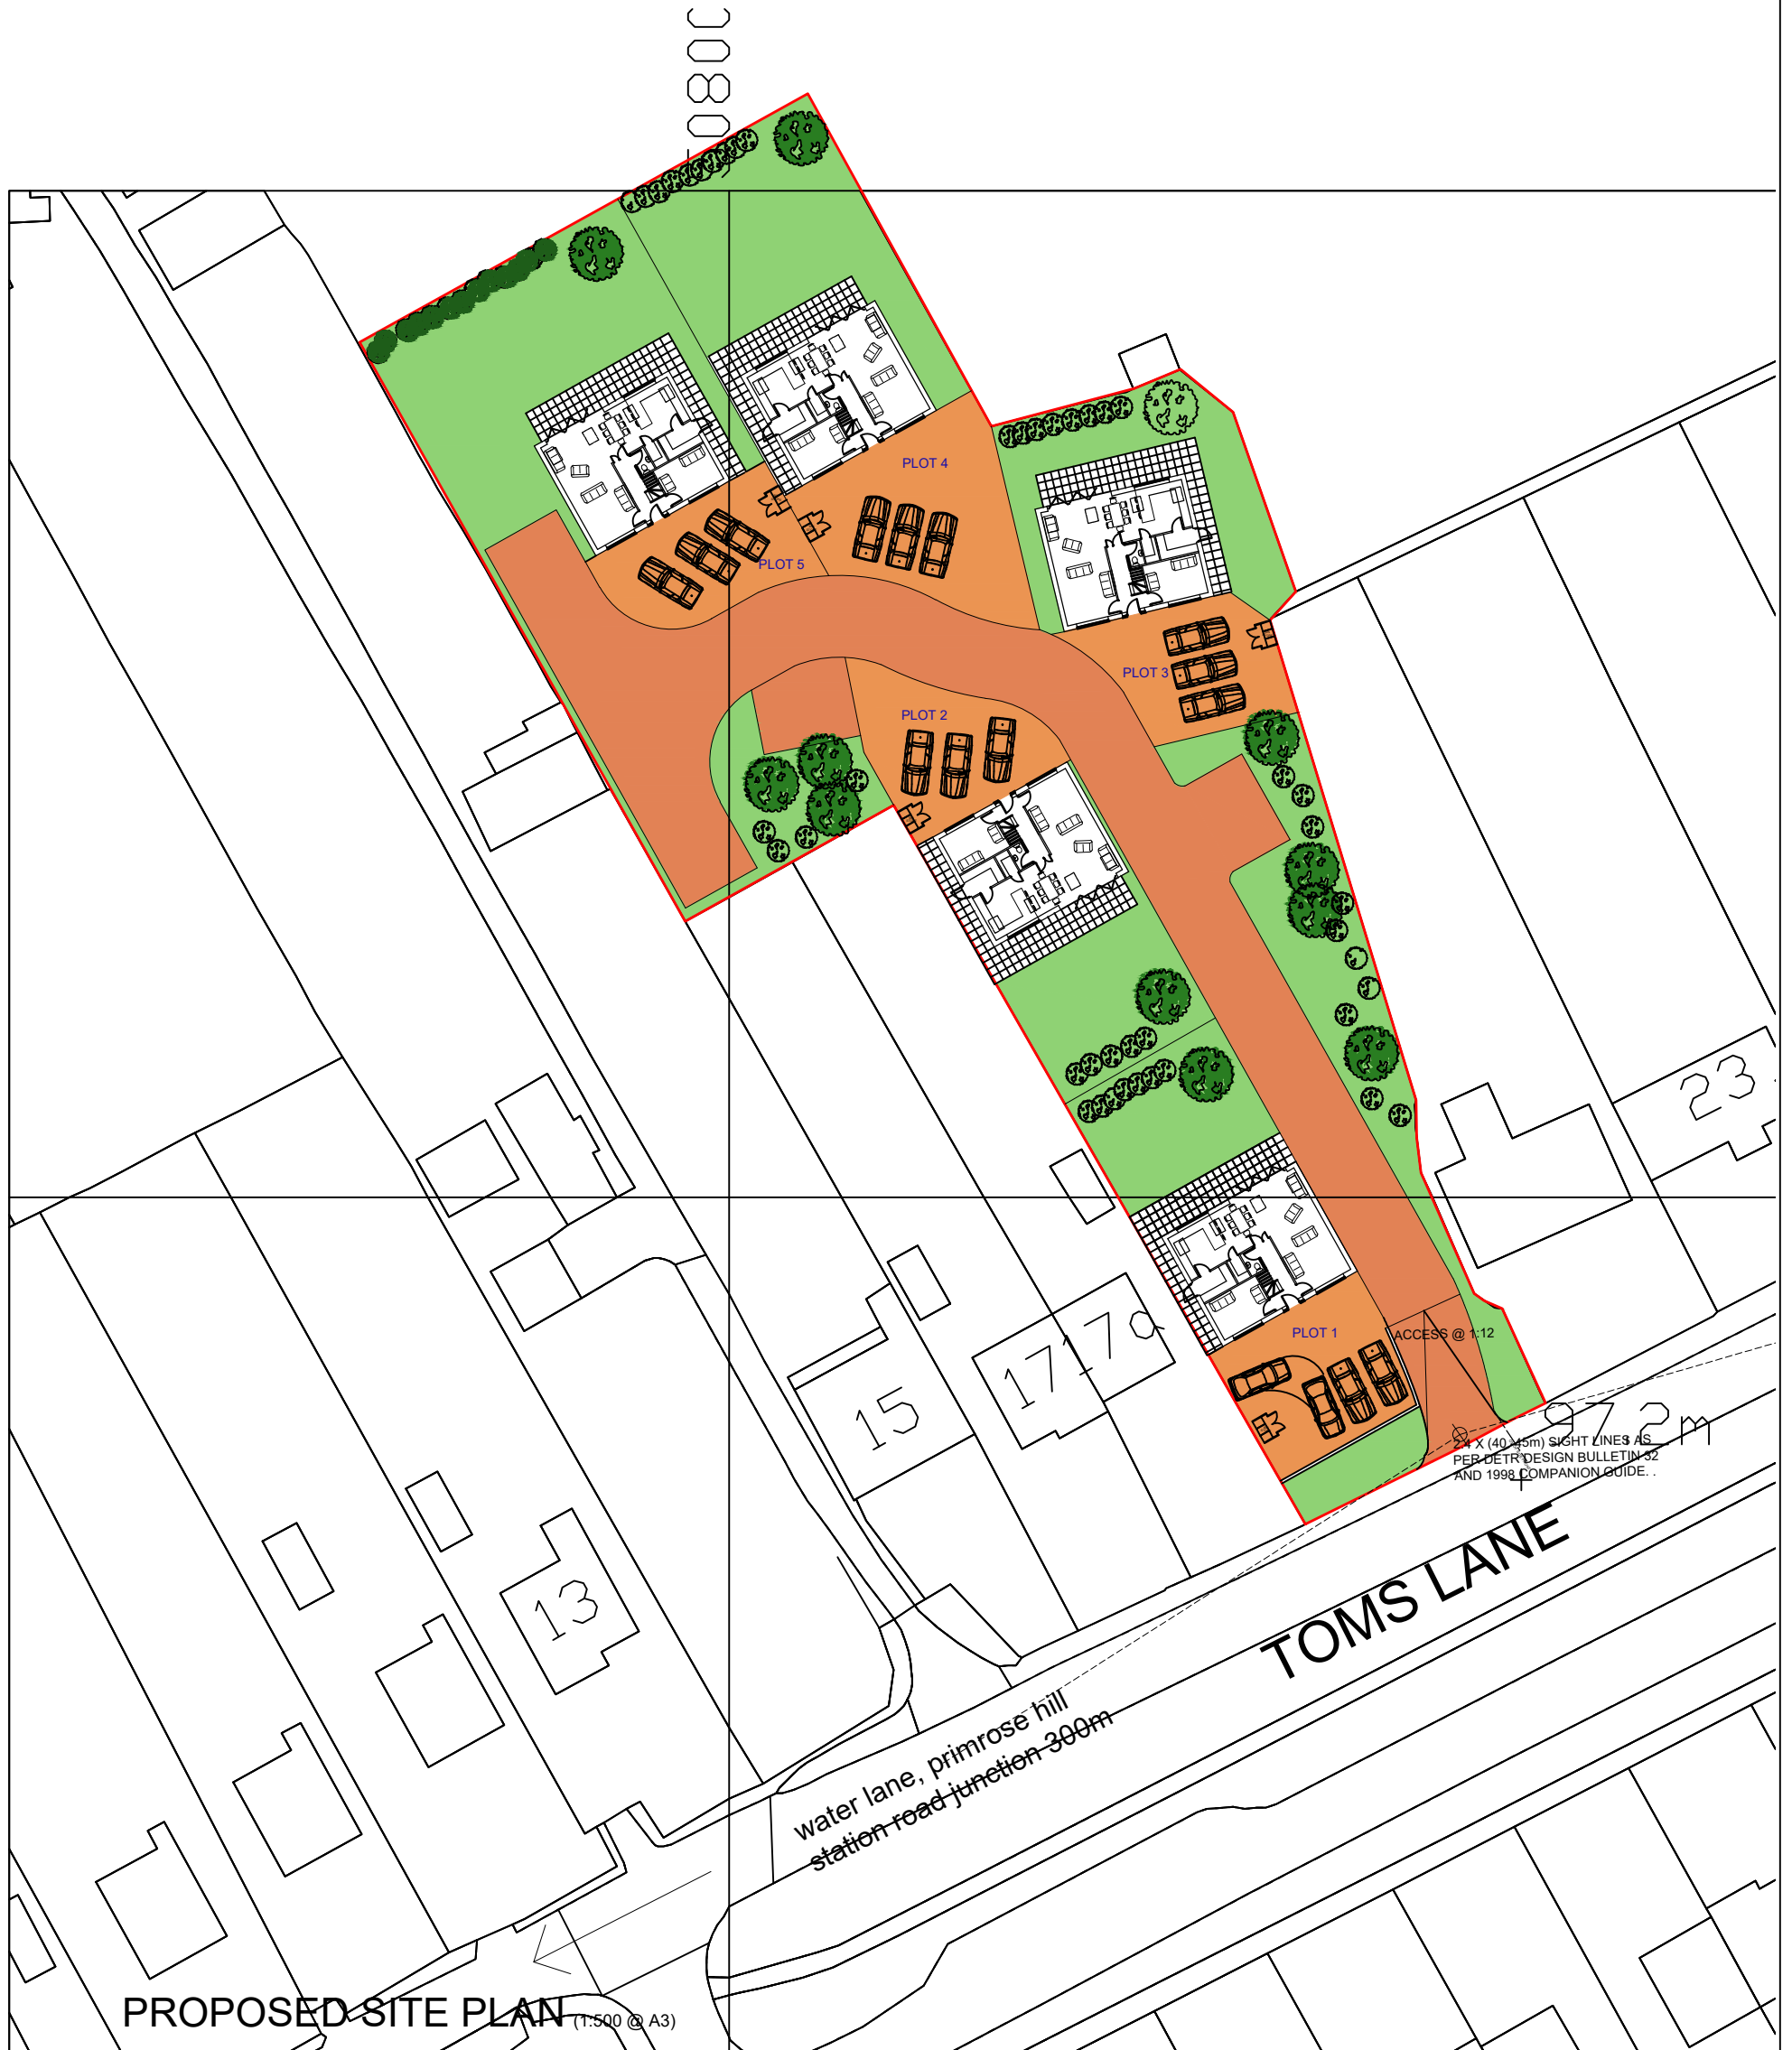 PLOT 4
PLOT 5
PLOT 3
PLOT 2
23
PLOT 1
ACCESS @ 1:12
17 17a
15
97.2m
2.4 X (40-45m) SIGHT LINES AS
PER DETR DESIGN BULLETIN 32
AND 1998 COMPANION GUIDE. .
TOMS LANE
13
water lane, primrose hill
station road junction 300m
PROPOSED SITE PLAN (1:500 @ A3)